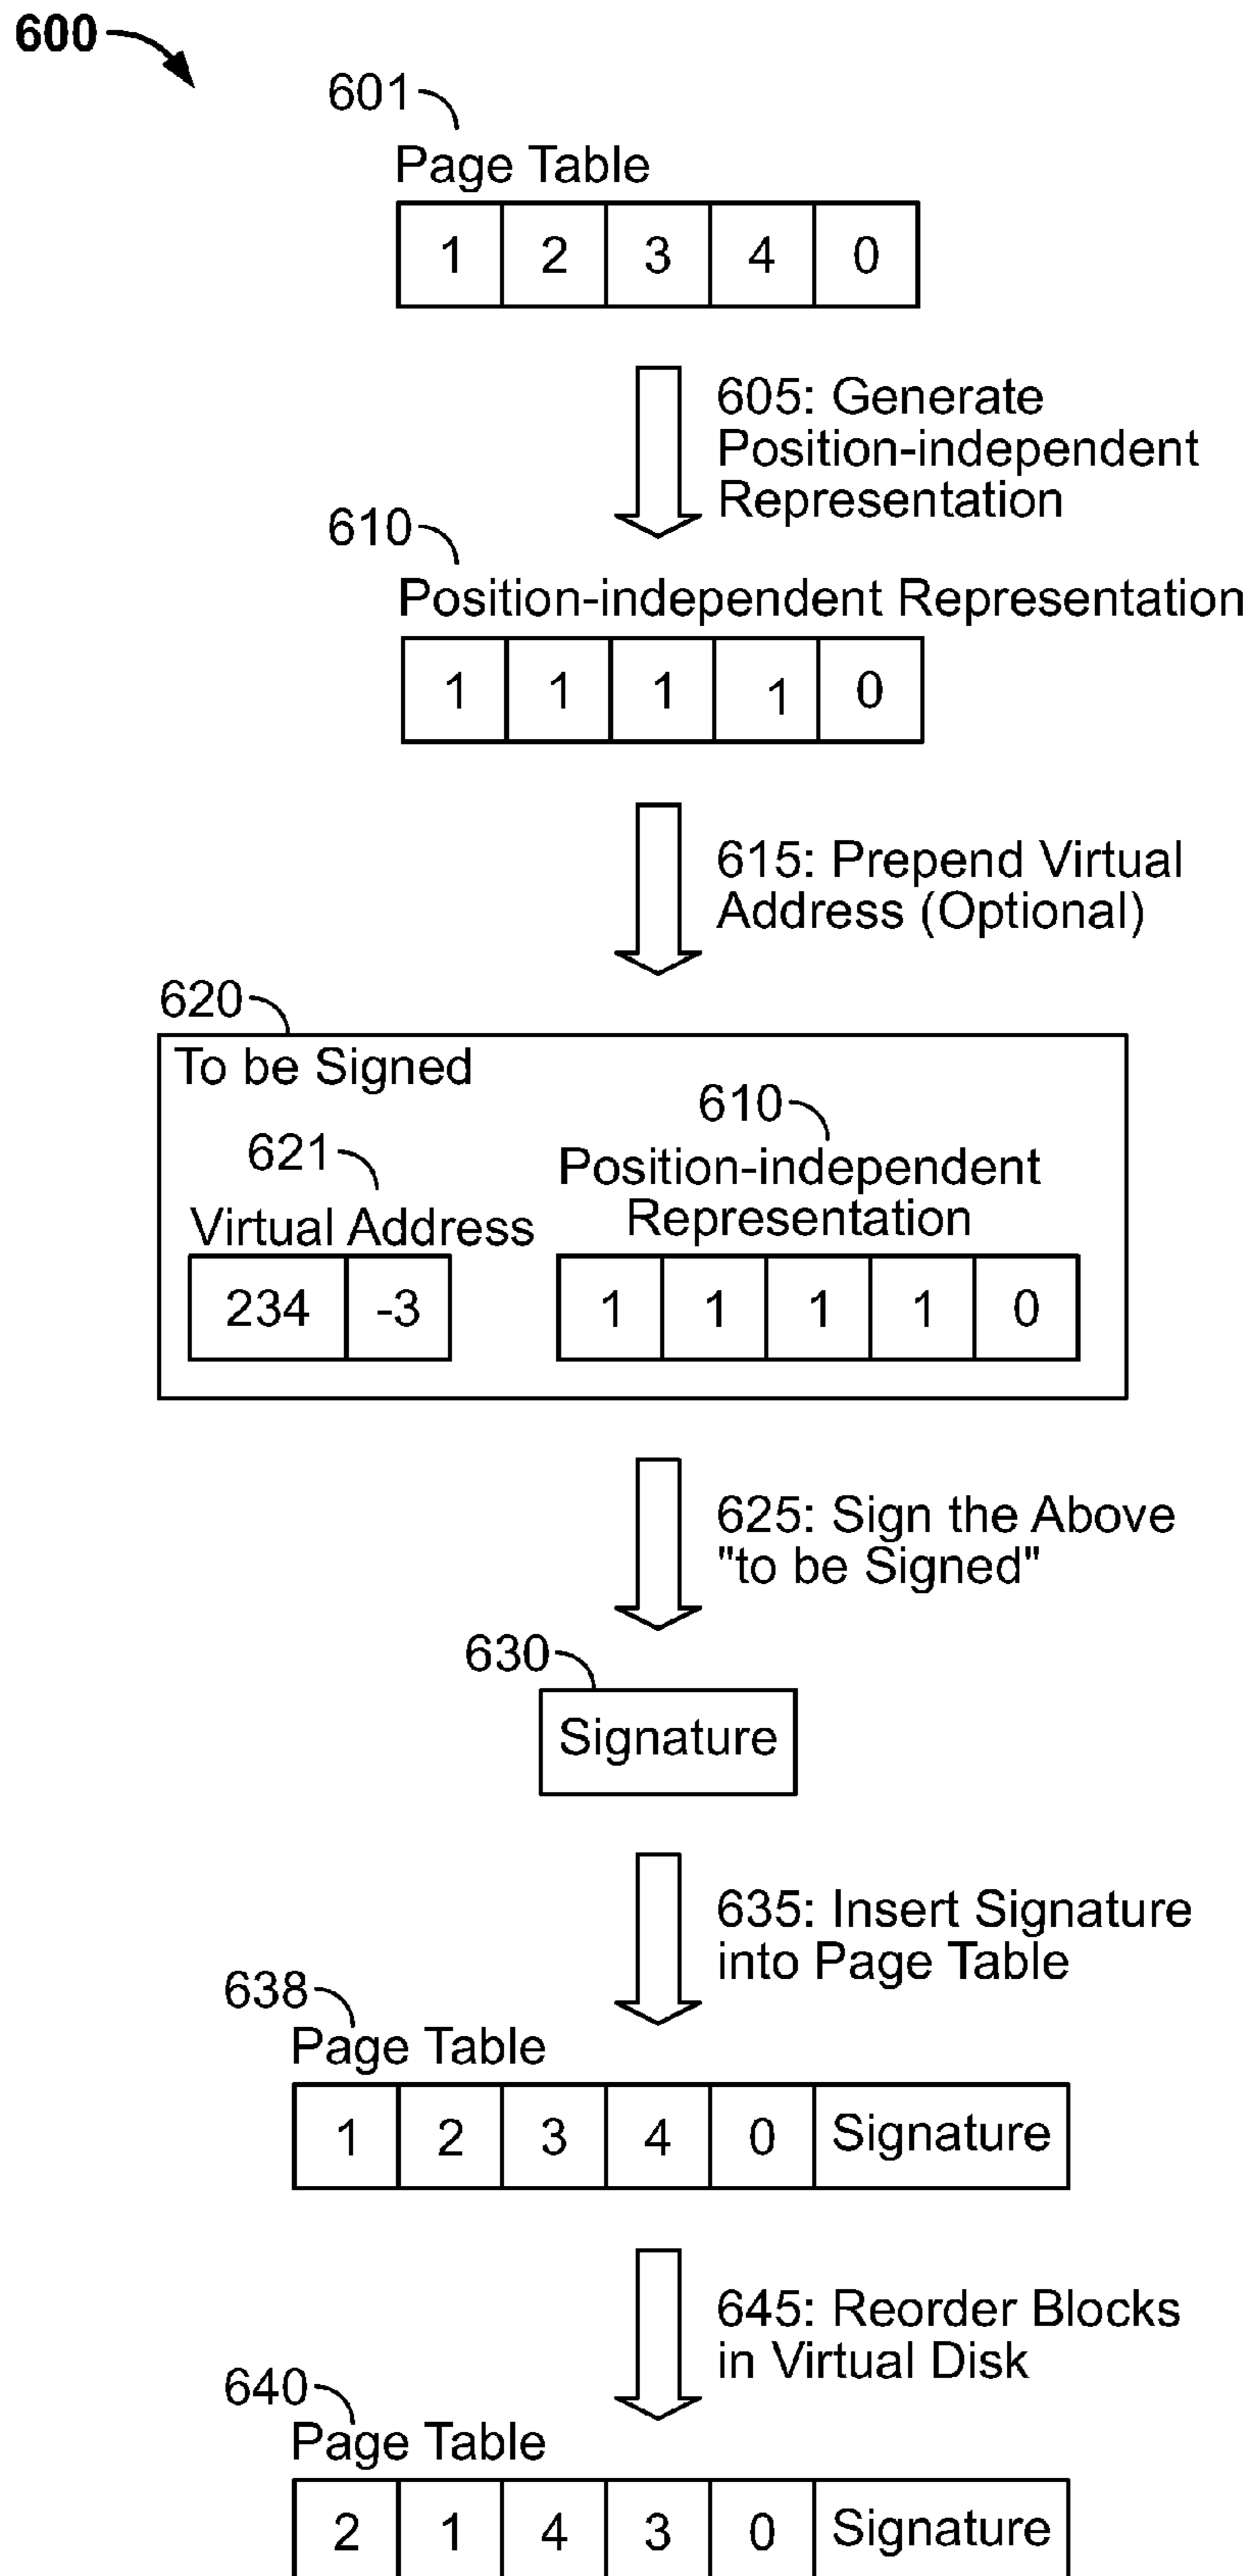 600
601
Page Table
1 2 3 4 0
605: Generate
Position-independent
Representation
610
Position-independent Representation
1 1 1 1 0
615: Prepend Virtual
Address (Optional)
620
To be Signed
610
621
Position-independent
Representation
Virtual Address
234 -3 1 1 1 1 0
625: Sign the Above
"to be Signed"
630
Signature
635: Insert Signature
into Page Table
638
Page Table
1 2 3 4 0 Signature
645: Reorder Blocks
in Virtual Disk
640
Page Table
2 1 4 3 0 Signature